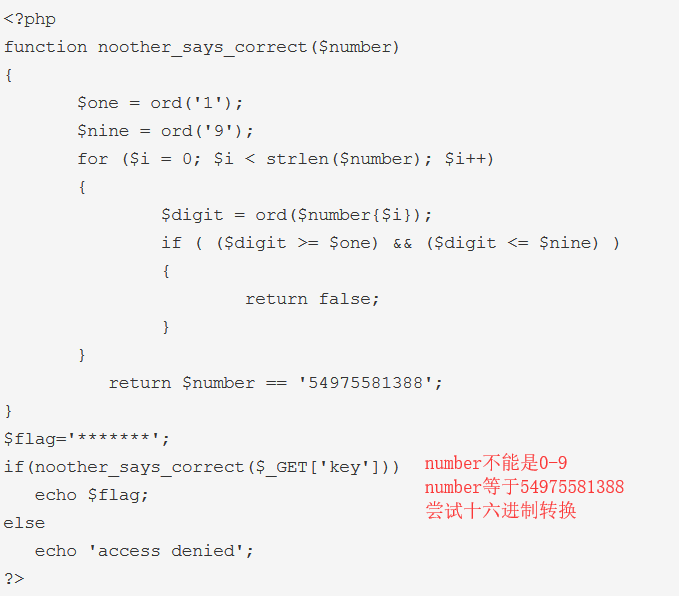 <?php
function noother_says_correct($number)
{
       $one = ord('1');
       $nine = ord('9');
       for ($i = 0; $i < strlen($number); $i++)
       {
               $digit = ord($number{$i});
               if ( ($digit >= $one) && ($digit <= $nine) )
               {
                       return false;
               }
       }
          return $number == '54975581388';
}
$flag='*******';
if(noother_says_correct($_GET['key']))
   echo $flag;
else
   echo 'access denied';
?>
number不能是0-9
number等于54975581388
尝试十六进制转换